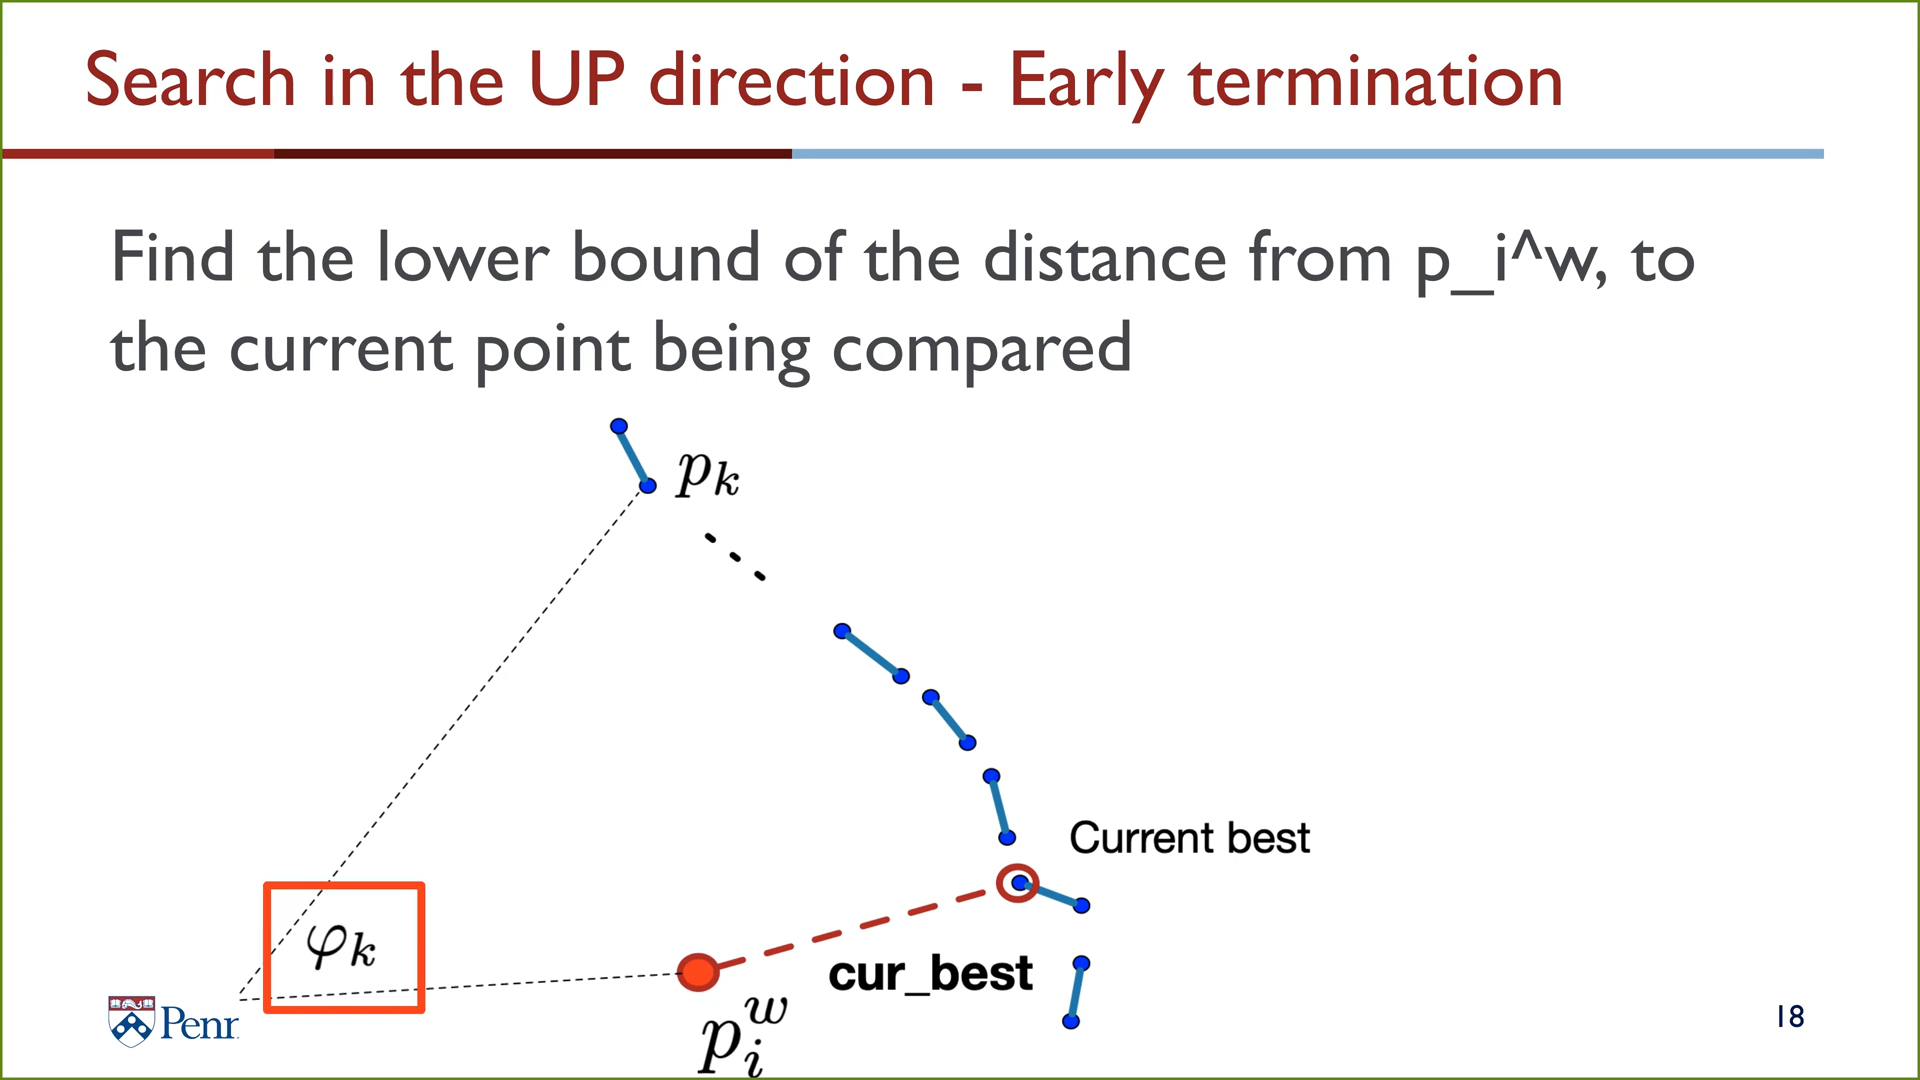 Search in the UP direction - Early termination
Find the lower bound of the distance from p_i^w, to
the current point being compared
p_k
Current best
φ_k
cur_best
p_i^w
Penr
18